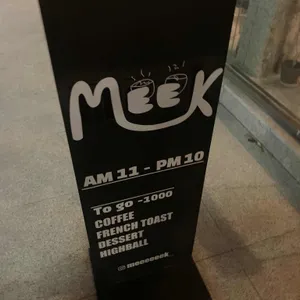 MEEK
AM 11 - PM 10
To go -1000
COFFEE
FRENCH TOAST
DESSERT
HIGHBALL